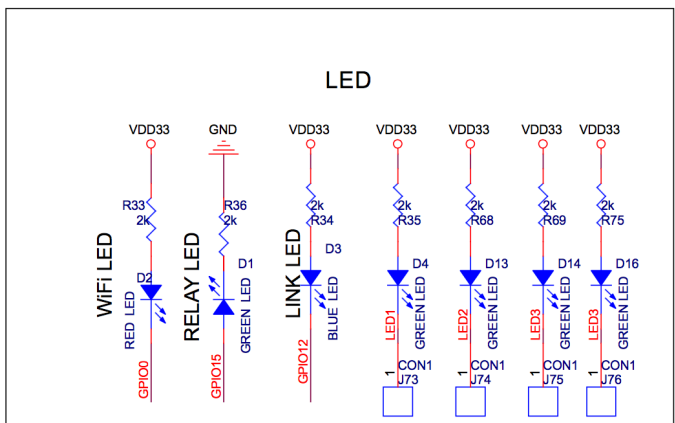 LED
VDD33
GND
VDD33
VDD33
VDD33
VDD33
VDD33
R33
2k
R36
2k
2k
R34
2k
R35
2k
R68
2k
R69
2k
R75
WiFi LED
D2
RED LED
GPIO0
RELAY LED
D1
GREEN LED
GPIO15
LINK LED
D3
BLUE LED
GPIO12
D4
GREEN LED
LED1
D13
GREEN LED
LED2
D14
GREEN LED
LED3
D16
GREEN LED
LED3
1
CON1
J73
1
CON1
J74
1
CON1
J75
1
CON1
J76